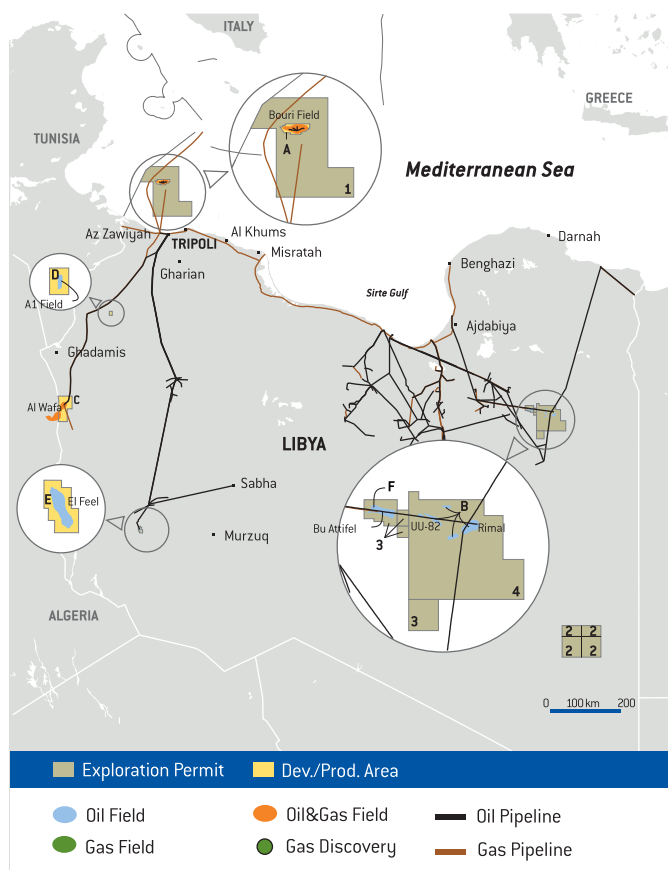 ITALY
GREECE
TUNISIA
Bouri Field
A
1
Mediterranean Sea
Az Zawiyah
TRIPOLI
Al Khums
Misratah
Gharian
Darnah
Benghazi
Sirte Gulf
Ajdabiya
D
A1 Field
Ghadamis
C
Al Wafa
LIBYA
E
El Feel
Sabha
Murzuq
F
B
Bu Attifel
UU-82
Rimal
3
4
3
ALGERIA
2 2
2 2
0 100 km 200
Exploration Permit
Dev./Prod. Area
Oil Field
Oil&Gas Field
Oil Pipeline
Gas Field
Gas Discovery
Gas Pipeline